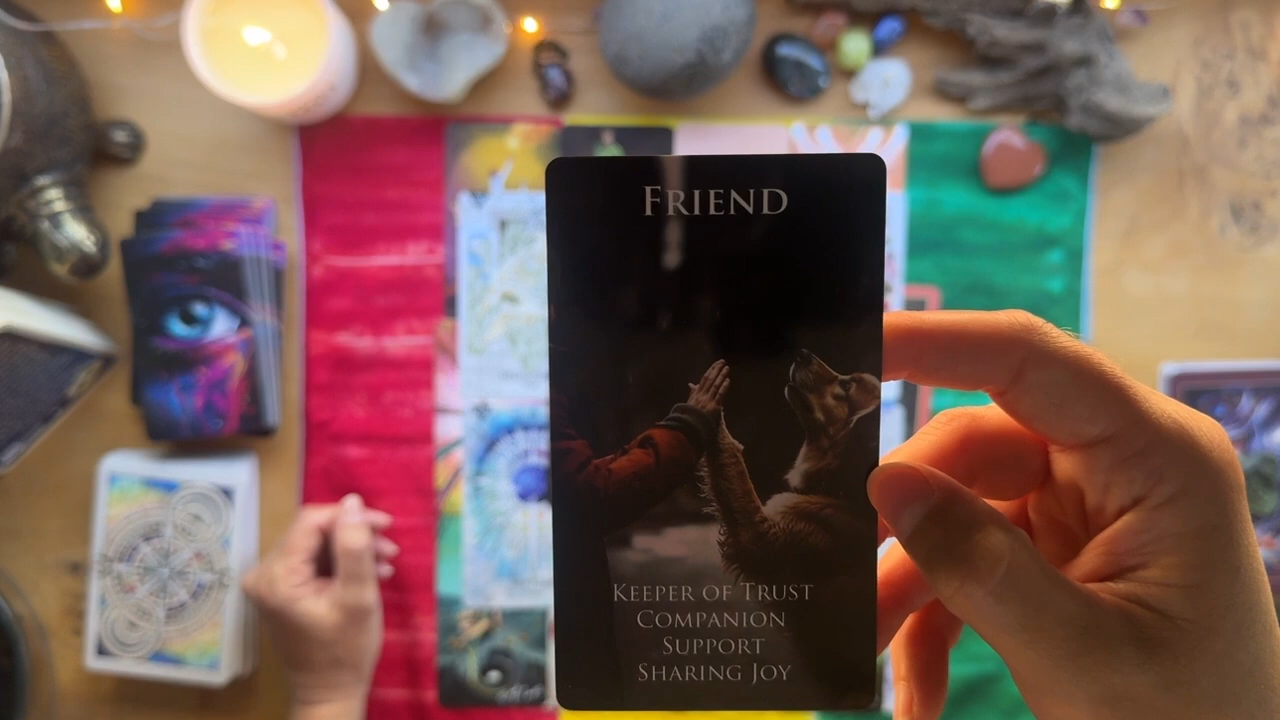 Friend
Keeper of Trust
Companion
Support
Sharing Joy